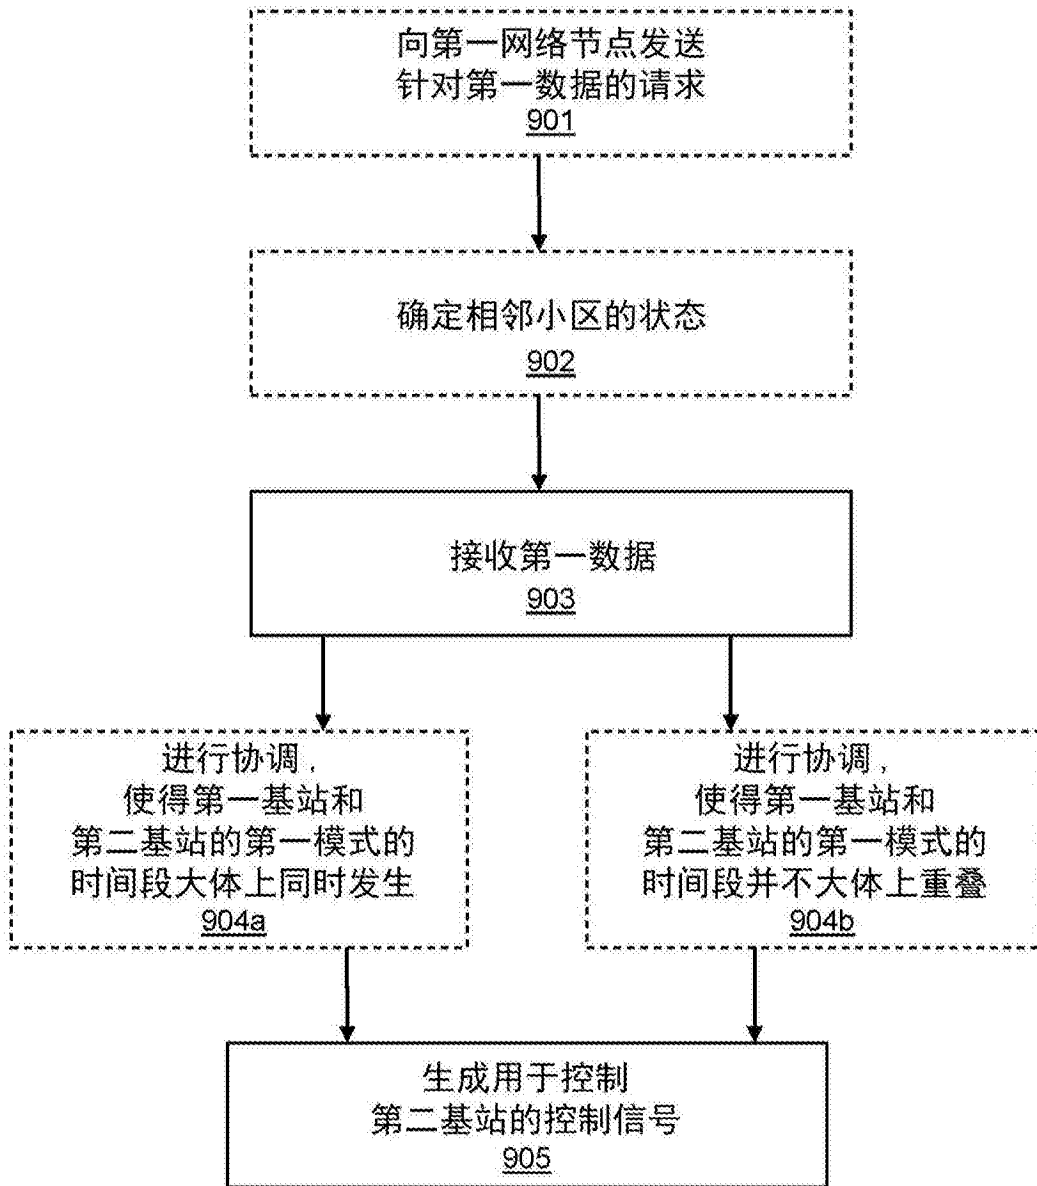 向第一网络节点发送
针对第一数据的请求
901
确定相邻小区的状态
902
接收第一数据
903
进行协调,
使得第一基站和
第二基站的第一模式的
时间段大体上同时发生
904a
进行协调,
使得第一基站和
第二基站的第一模式的
时间段并不大体上重叠
904b
生成用于控制
第二基站的控制信号
905